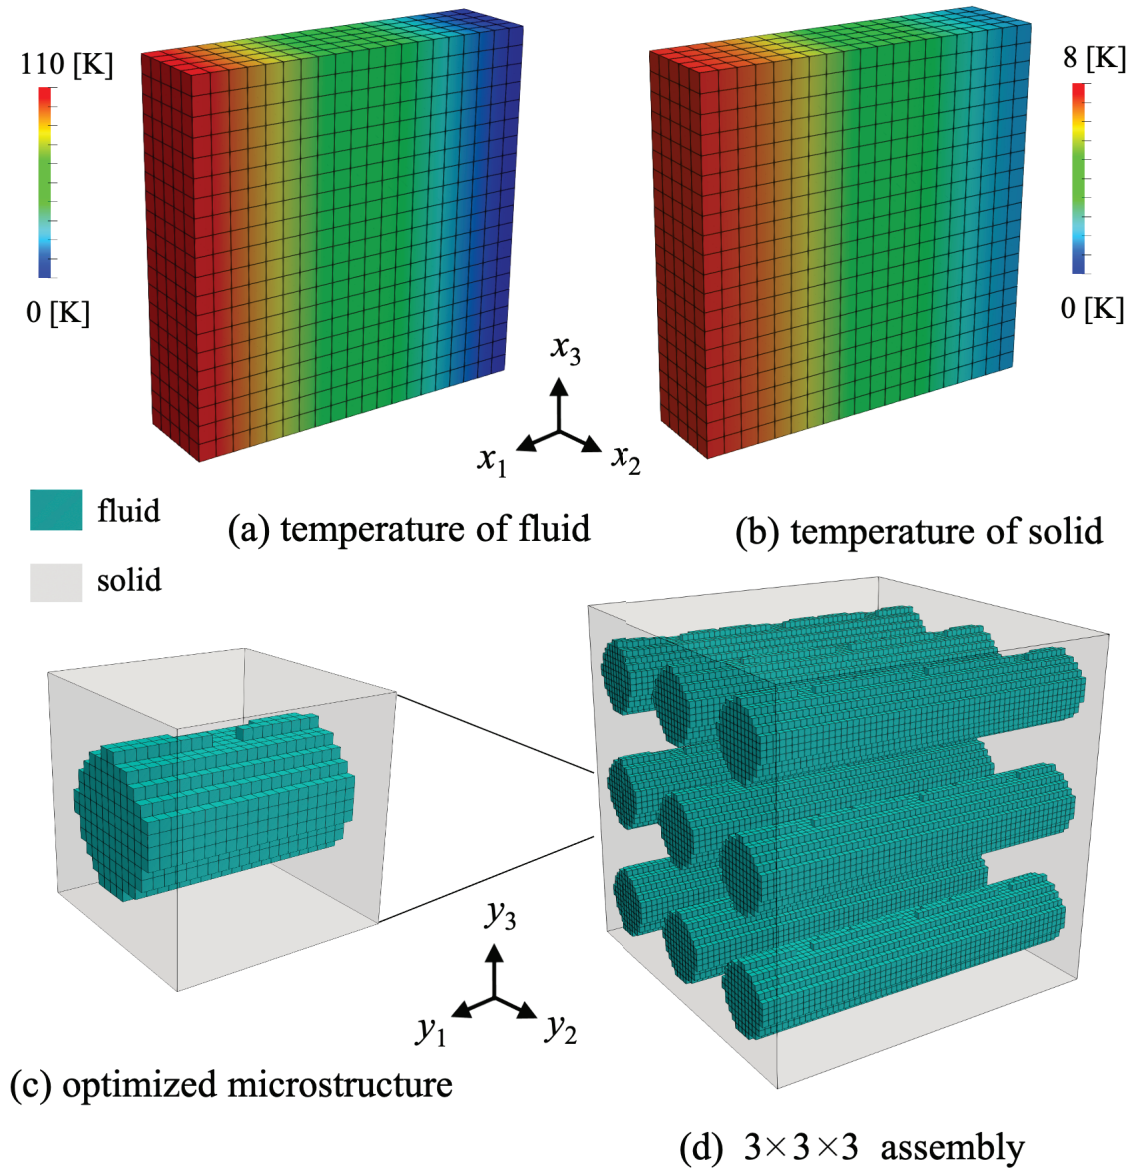 110 [K]
0 [K]
8 [K]
0 [K]
x3
x1
x2
(a) temperature of fluid
(b) temperature of solid
fluid
solid
y3
y1
y2
(c) optimized microstructure
(d) 3×3×3 assembly